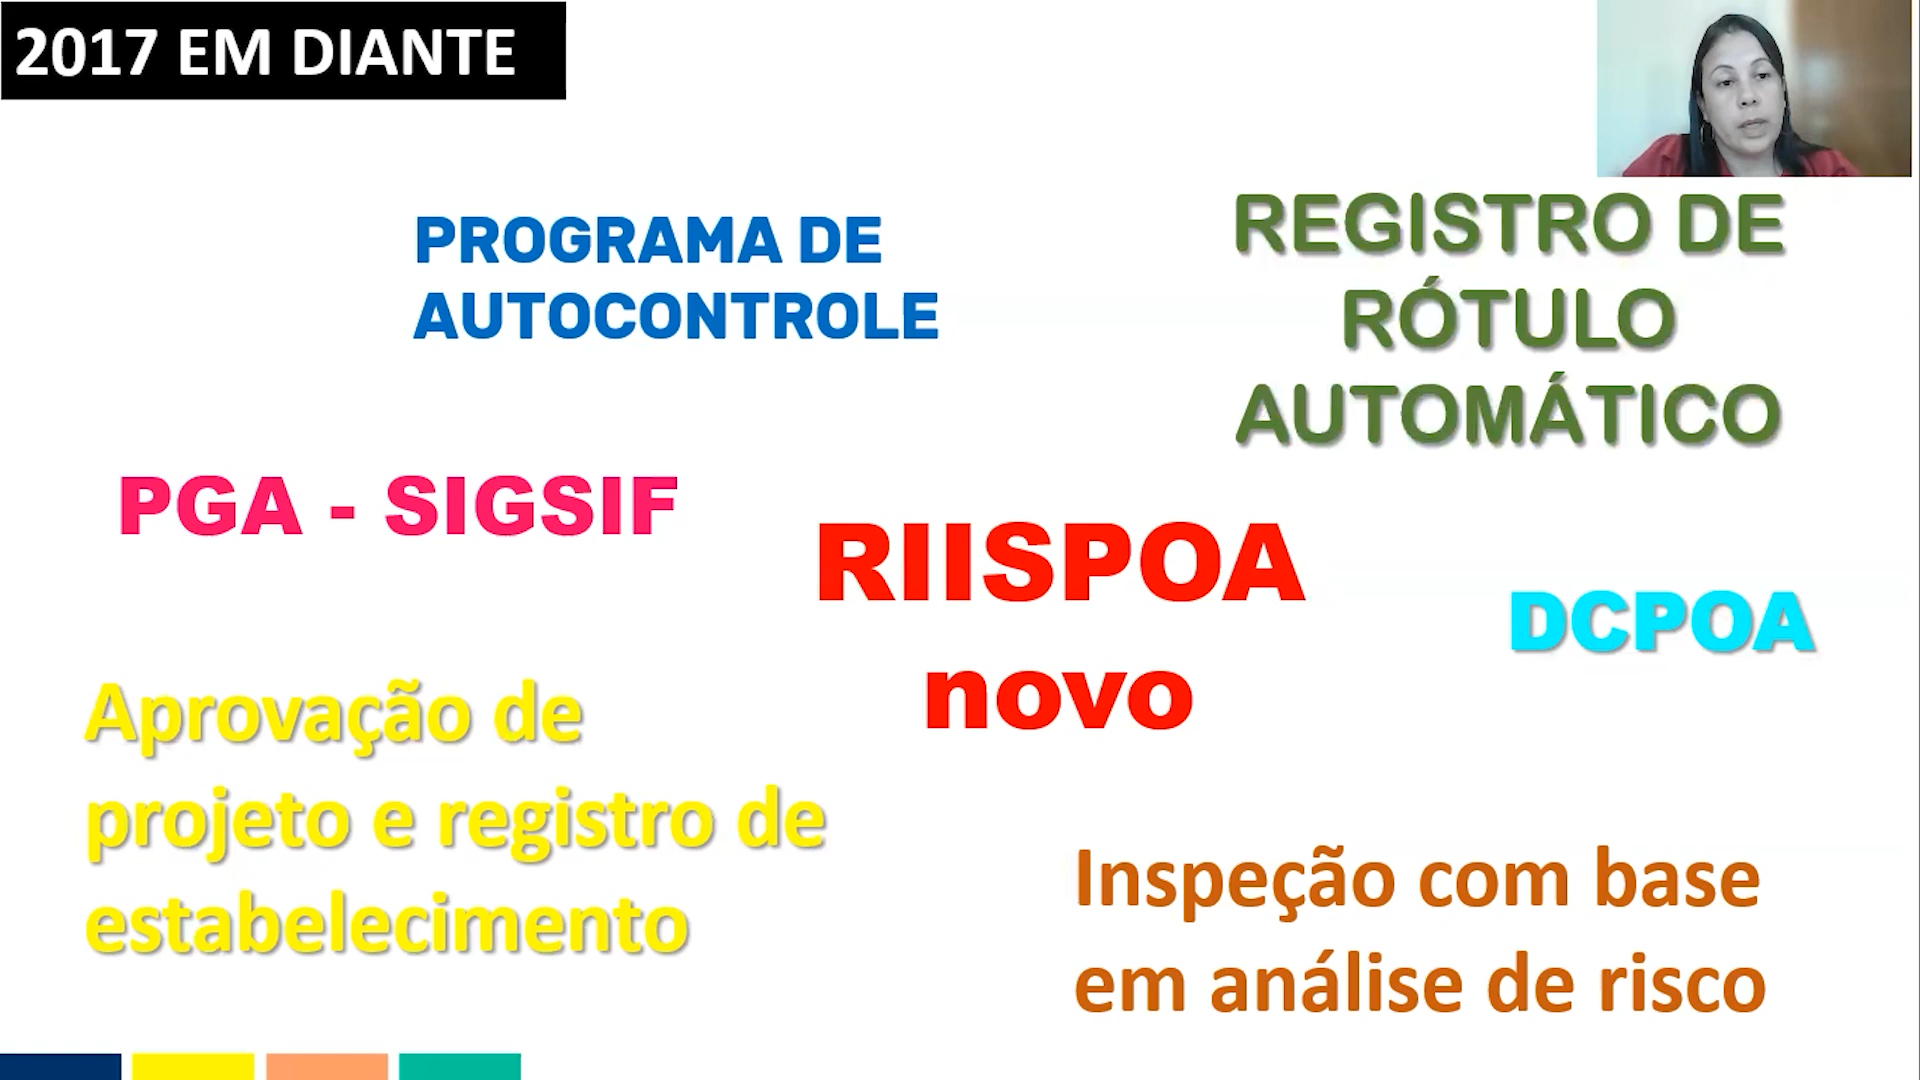 2017 EM DIANTE
PROGRAMA DE
AUTOCONTROLE
REGISTRO DE
RÓTULO
AUTOMÁTICO
PGA - SIGSIF
RIISPOA
novo
DCPOA
Aprovação de
projeto e registro de
estabelecimento
Inspeção com base
em análise de risco